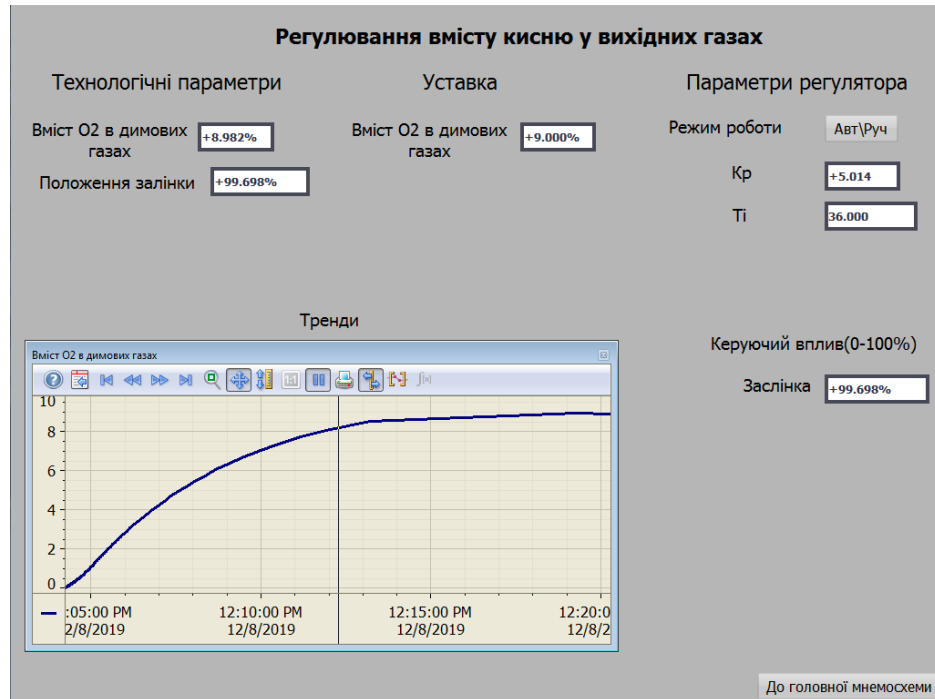 Регулювання вмісту кисню у вихідних газах
Технологічні параметри
Уставка
Параметри регулятора
Вміст О2 в димових
газах
+8.982%
Положення залінки
+99.698%
Вміст О2 в димових
газах
+9.000%
Режим роботи
Авт\Руч
Кр
+5.014
Ті
36.000
Тренди
Вміст О2 в димових газах
10
8
6
4
2
0
:05:00 PM
2/8/2019
12:10:00 PM
12/8/2019
12:15:00 PM
12/8/2019
12:20:0
12/8/2
Керуючий вплив(0-100%)
Заслінка
+99.698%
До головної мнемосхеми